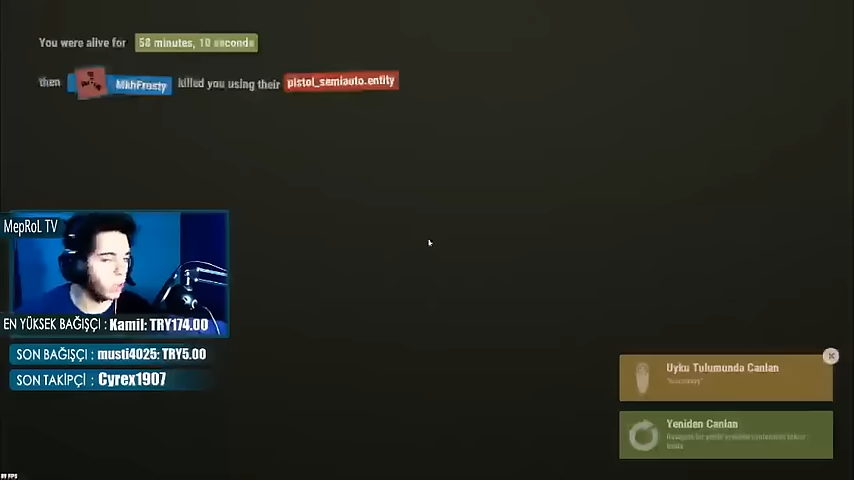 You were alive for 58 minutes, 10 seconds
then MkhFrosty killed you using their pistol_semiauto.entity
MepRoL TV
EN YÜKSEK BAĞIŞÇI : Kamil: TRY174.00
SON BAĞIŞÇI : musti4025: TRY5.00
SON TAKİPÇİ : Cyrex1907
Uyku Tulumunda Canlan
Yeniden Canlan
FPS